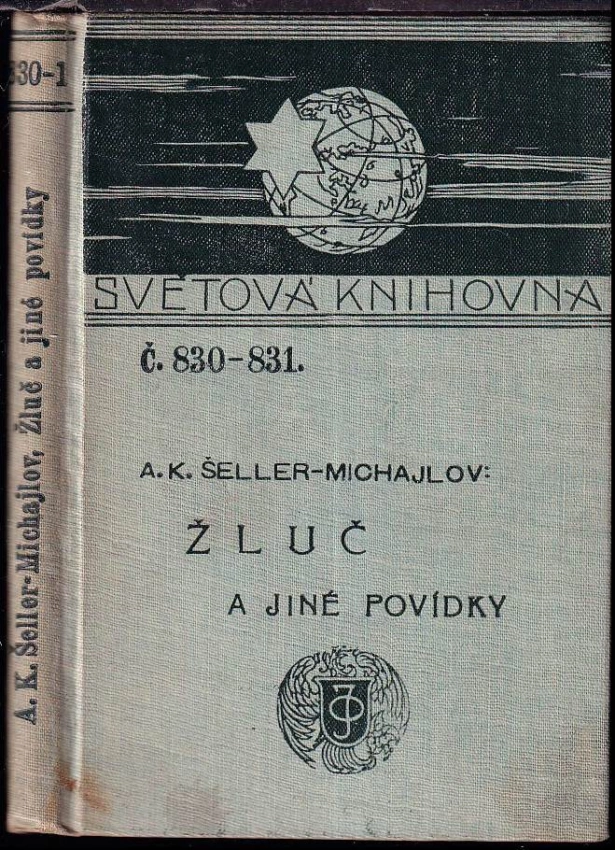 830-1
A. K. Šeller-Michajlov, Žluč a jiné povídky
SVĚTOVÁ KNIHOVNA
Č. 830-831.
A. K. ŠELLER-MICHAJLOV:
ŽLUČ
A JINÉ POVÍDKY